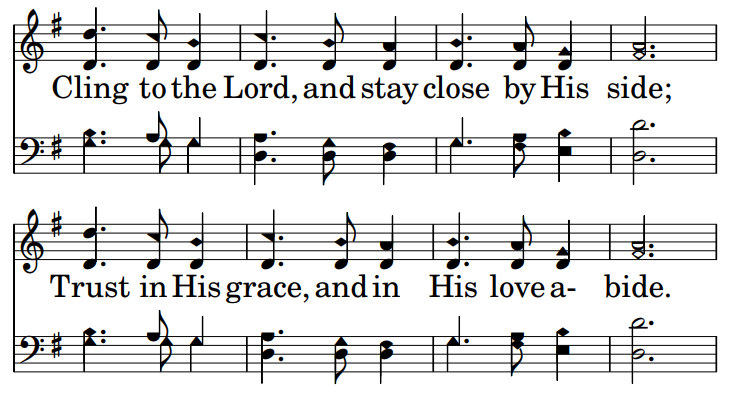 Cling to the Lord, and stay close by His side;
Trust in His grace, and in His love a- bide.